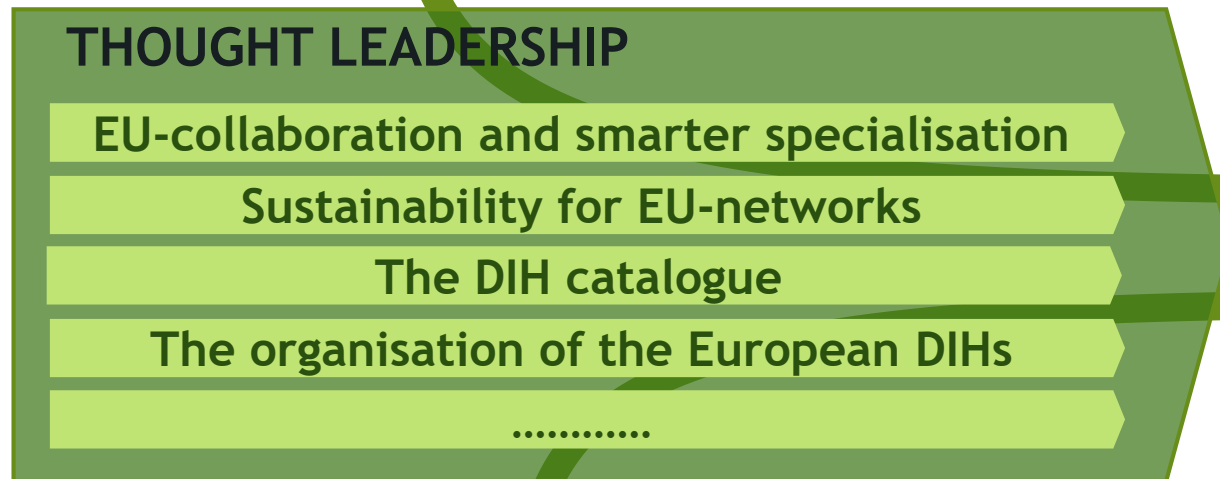 THOUGHT LEADERSHIP
EU-collaboration and smarter specialisation
Sustainability for EU-networks
The DIH catalogue
The organisation of the European DIHs
............